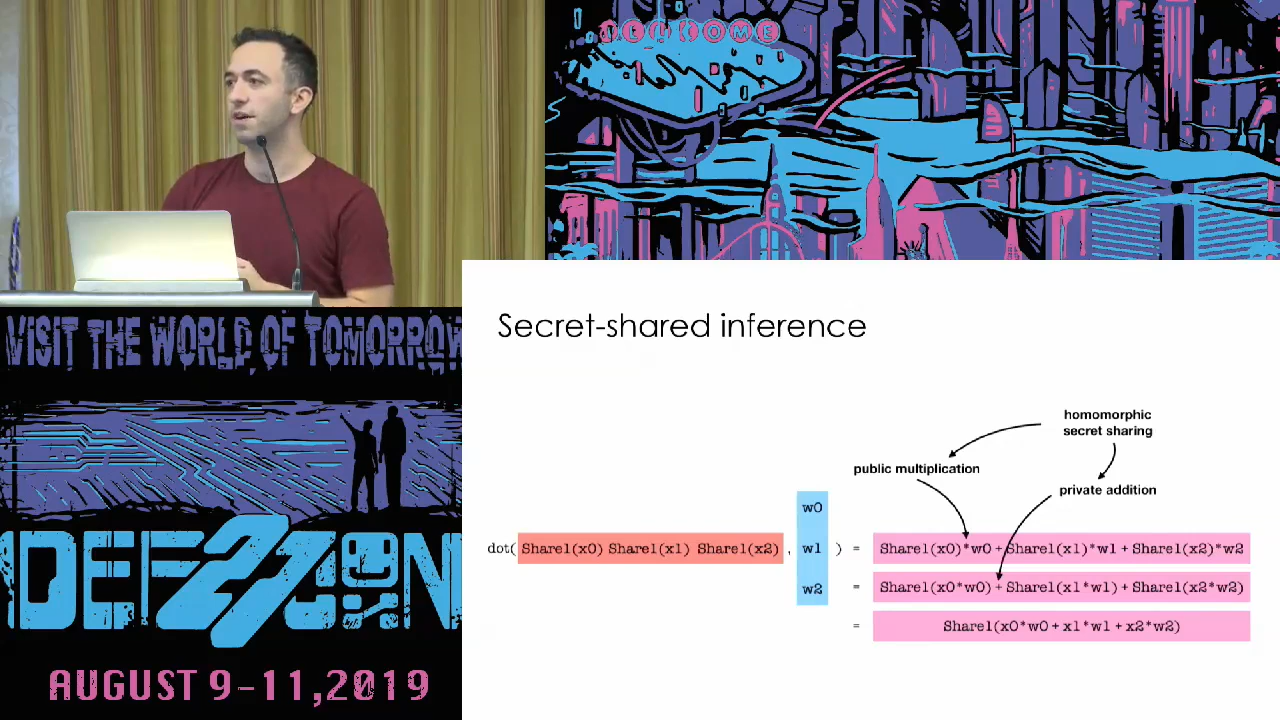 WELCOME
VISIT THE WORLD OF TOMORROW
DEFCON
27
AUGUST 9-11,2019
Secret-shared inference
homomorphic
secret sharing
public multiplication
private addition
w0
dot( Share1(x0) Share1(x1) Share1(x2) , w1 ) = Share1(x0)*w0 + Share1(x1)*w1 + Share1(x2)*w2
w2 = Share1(x0*w0) + Share1(x1*w1) + Share1(x2*w2)
= Share1(x0*w0 + x1*w1 + x2*w2)